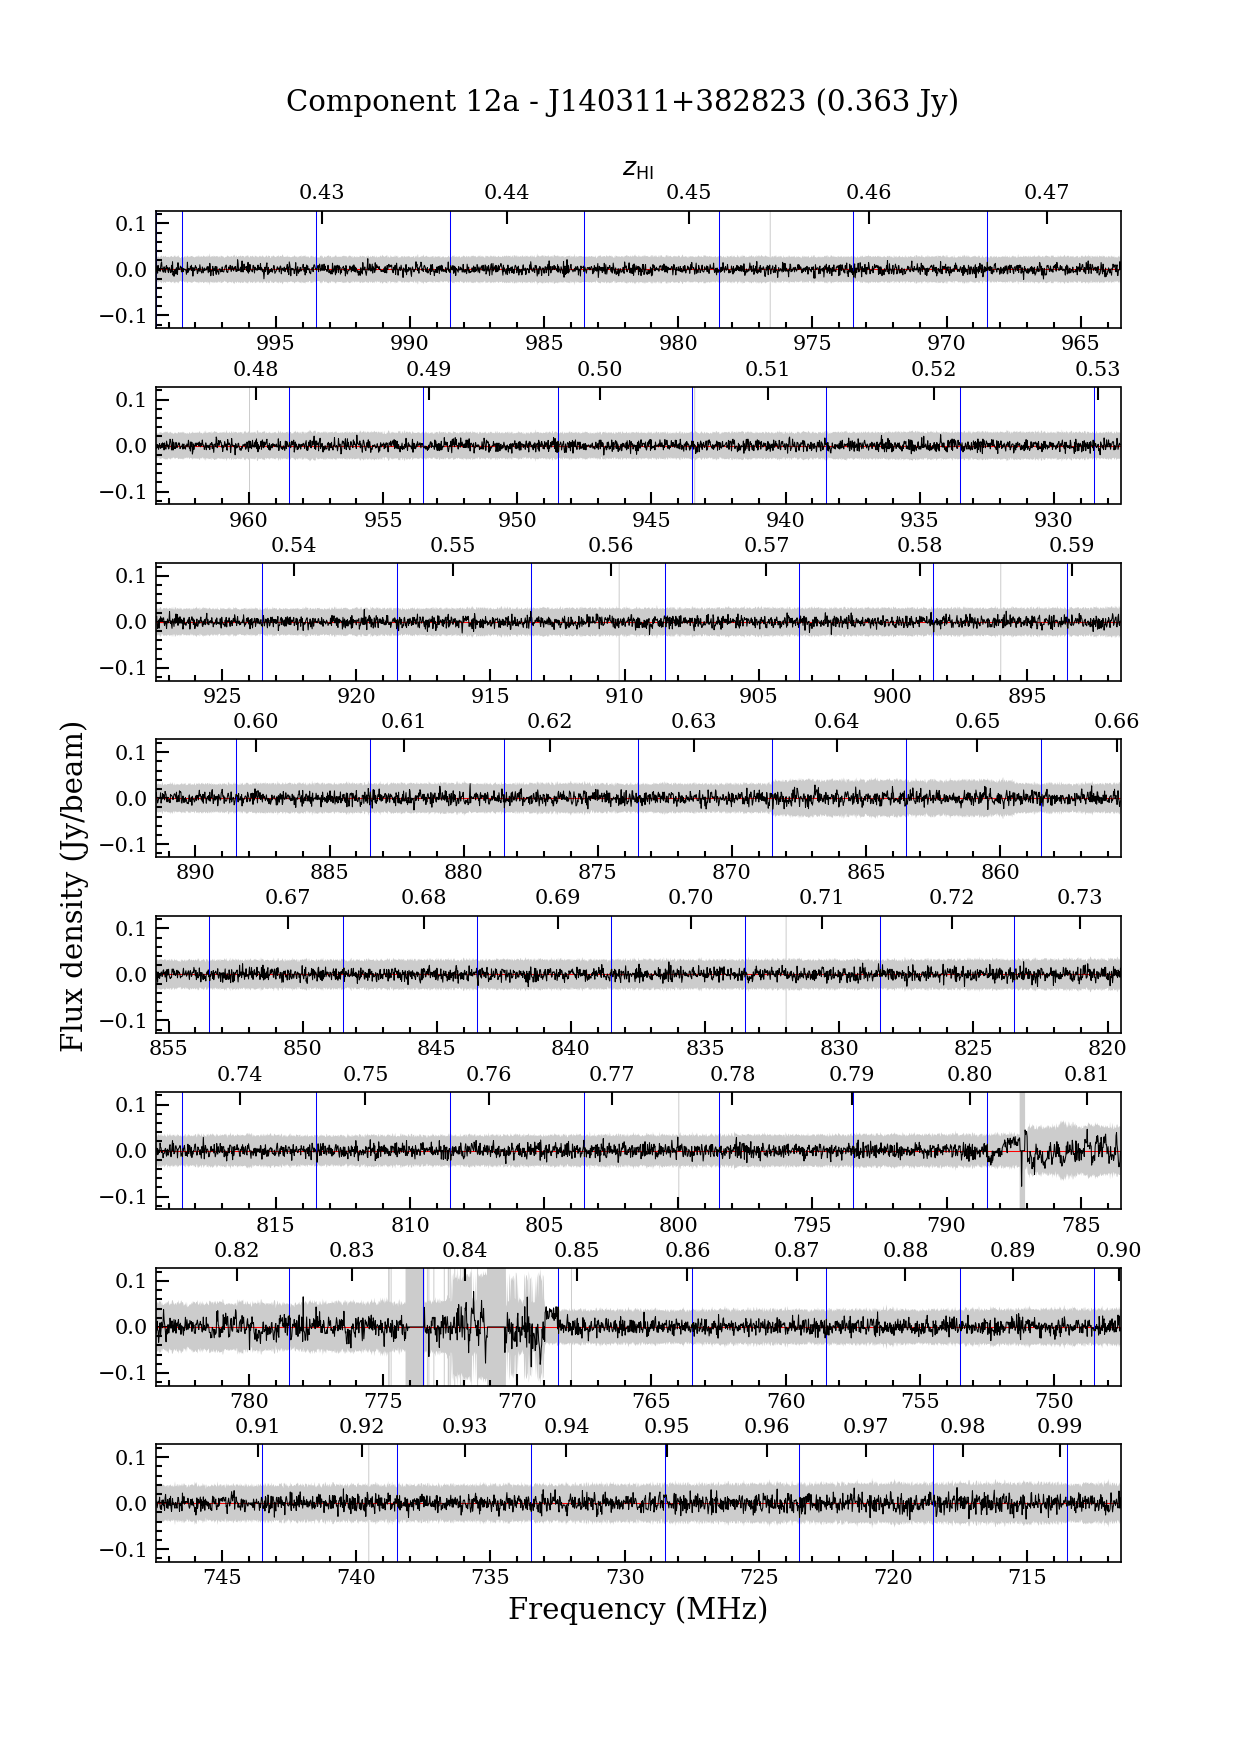 Component 12a - J140311+382823 (0.363 Jy)
zHI
0.43 0.44 0.45 0.46 0.47
0.1
0.0
−0.1
995 990 985 980 975 970 965
0.48 0.49 0.50 0.51 0.52 0.53
0.1
0.0
−0.1
960 955 950 945 940 935 930
0.54 0.55 0.56 0.57 0.58 0.59
0.1
0.0
−0.1
925 920 915 910 905 900 895
0.60 0.61 0.62 0.63 0.64 0.65 0.66
0.1
0.0
−0.1
890 885 880 875 870 865 860
Flux density (Jy/beam)
0.67 0.68 0.69 0.70 0.71 0.72 0.73
0.1
0.0
−0.1
855 850 845 840 835 830 825 820
0.74 0.75 0.76 0.77 0.78 0.79 0.80 0.81
0.1
0.0
−0.1
815 810 805 800 795 790 785
0.82 0.83 0.84 0.85 0.86 0.87 0.88 0.89 0.90
0.1
0.0
−0.1
780 775 770 765 760 755 750
0.91 0.92 0.93 0.94 0.95 0.96 0.97 0.98 0.99
0.1
0.0
−0.1
745 740 735 730 725 720 715
Frequency (MHz)